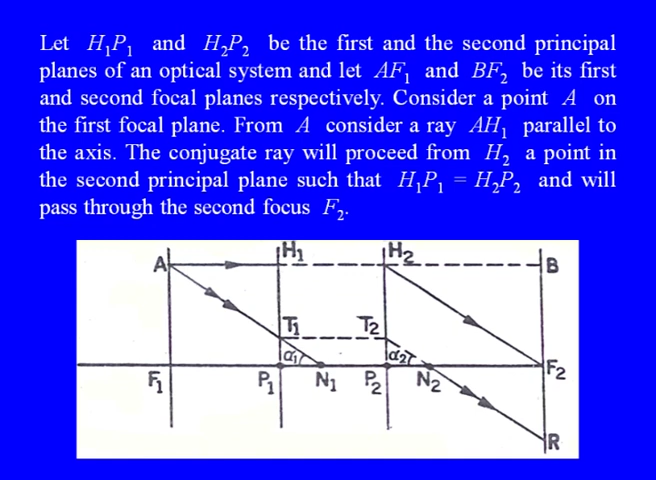 Let H₁P₁ and H₂P₂ be the first and the second principal
planes of an optical system and let AF₁ and BF₂ be its first
and second focal planes respectively. Consider a point A on
the first focal plane. From A consider a ray AH₁ parallel to
the axis. The conjugate ray will proceed from H₂ a point in
the second principal plane such that H₁P₁ = H₂P₂ and will
pass through the second focus F₂.
A H₁ H₂ B
T₁ T₂
α₁ α₂
F₁ P₁ N₁ P₂ N₂ F₂
R